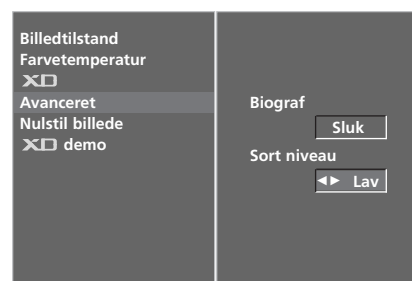 Billedtilstand
Farvetemperatur
XD
Avanceret
Nulstil billede
XD demo
Biograf
Sluk
Sort niveau
◄► Lav